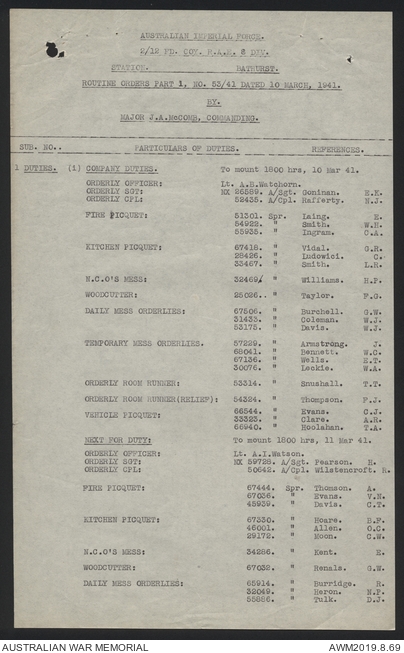 AUSTRALIAN IMPERIAL FORCE.
2/12 FD. COY. R.A.E. 8 DIV.
STATION. BATHURST.
ROUTINE ORDERS PART 1, NO. 53/41 DATED 10 MARCH, 1941.
BY.
MAJOR J.A.McCOMB, COMMANDING.
SUB. NO.. PARTICULARS OF DUTIES. REFERENCES.
1 DUTIES. (i) COMPANY DUTIES. To mount 1800 hrs, 10 Mar 41.
ORDERLY OFFICER: Lt. A.B.Watchorn.
ORDERLY SGT: NX 26589. A/Sgt. Goninan. E.K.
ORDERLY CPL: 52435. A/Cpl. Rafferty. N.J.
FIRE PICQUET: 51301. Spr. Laing. E.
54922. " Smith. W.H.
55935. " Ingram. C.A.
KITCHEN PICQUET: 67418. " Vidal. G.R.
28426. " Ludowici. C.
33467. " Smith. L.R.
N.C.O'S MESS: 32469. " Williams. H.F.
WOODCUTTER: 25026. " Taylor. F.G.
DAILY MESS ORDERLIES: 67506. " Burchell. G.W.
31433. " Coleman. W.J.
53175. " Davis. W.J.
TEMPORARY MESS ORDERLIES. 57229. " Armstrong. J.
68041. " Bennett. W.C.
67136. " Wells. E.T.
30076. " Leckie. W.A.
ORDERLY ROOM RUNNER: 53314. " Snushall. T.T.
ORDERLY ROOM RUNNER(RELIEF): 54324. " Thompson. F.J.
VEHICLE PICQUET: 66544. " Evans. C.J.
33323. " Clare. A.R.
66940. " Hoolahan. T.A.
NEXT FOR DUTY: To mount 1800 hrs, 11 Mar 41.
ORDERLY OFFICER: Lt. A.I.Watson.
ORDERLY SGT: NX 59728. A/Sgt. Pearson. H.
ORDERLY CPL: 50642. A/Cpl. Wilstencroft. R.
FIRE PICQUET: 67444. Spr. Thomson. A.
67036. " Evans. V.N.
45939. " Davis. C.T.
KITCHEN PICQUET: 67330. " Hoare. B.F.
46001. " Allen. O.C.
29172. " Moon. C.W.
N.C.O'S MESS: 34286. " Kent. E.
WOODCUTTER: 67032. " Renals. G.W.
DAILY MESS ORDERLIES: 65914. " Burridge. R.
32049. " Heron. N.F.
55886. " Tulk. D.J.
AUSTRALIAN WAR MEMORIAL AWM2019.8.69